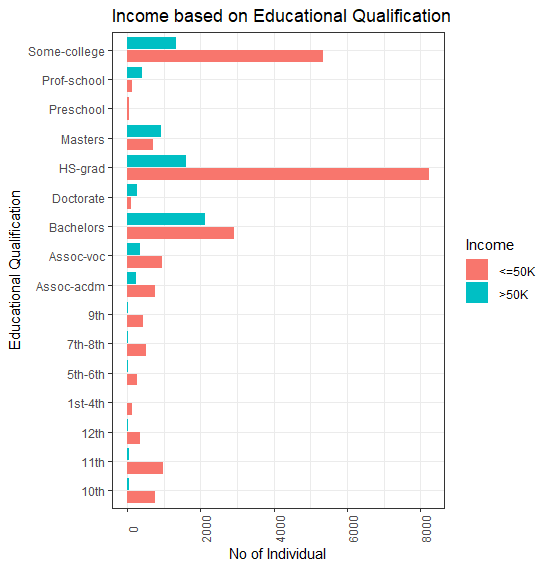 Income based on Educational Qualification
Some-college
Prof-school
Preschool
Masters
HS-grad
Doctorate
Bachelors
Assoc-voc
Assoc-acdm
9th
7th-8th
5th-6th
1st-4th
12th
11th
10th
Educational Qualification
0
2000
4000
6000
8000
No of Individual
Income
<=50K
>50K